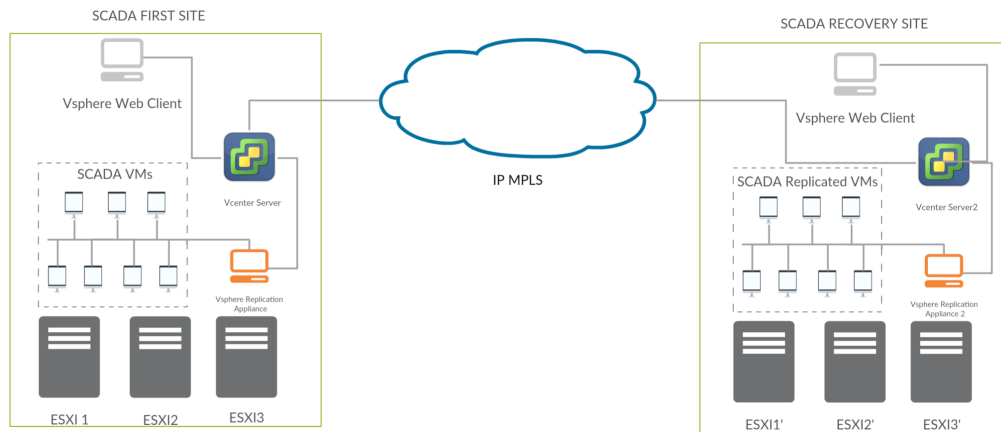 SCADA FIRST SITE
Vsphere Web Client
SCADA VMs
Vcenter Server
Vsphere Replication
Appliance
ESXI 1
ESXI2
ESXI3
IP MPLS
SCADA RECOVERY SITE
Vsphere Web Client
SCADA Replicated VMs
Vcenter Server2
Vsphere Replication
Appliance 2
ESXI1'
ESXI2'
ESXI3'